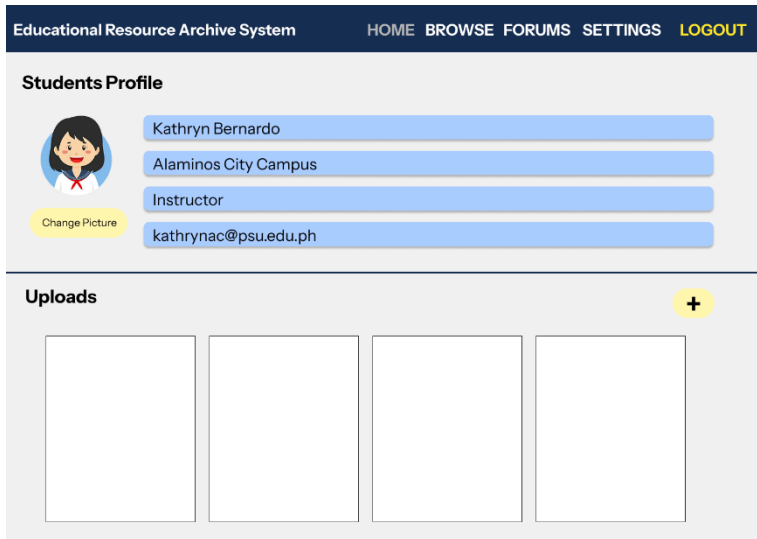 Educational Resource Archive System HOME BROWSE FORUMS SETTINGS LOGOUT
Students Profile
Kathryn Bernardo
Alaminos City Campus
Instructor
Change Picture
kathrynac@psu.edu.ph
Uploads +